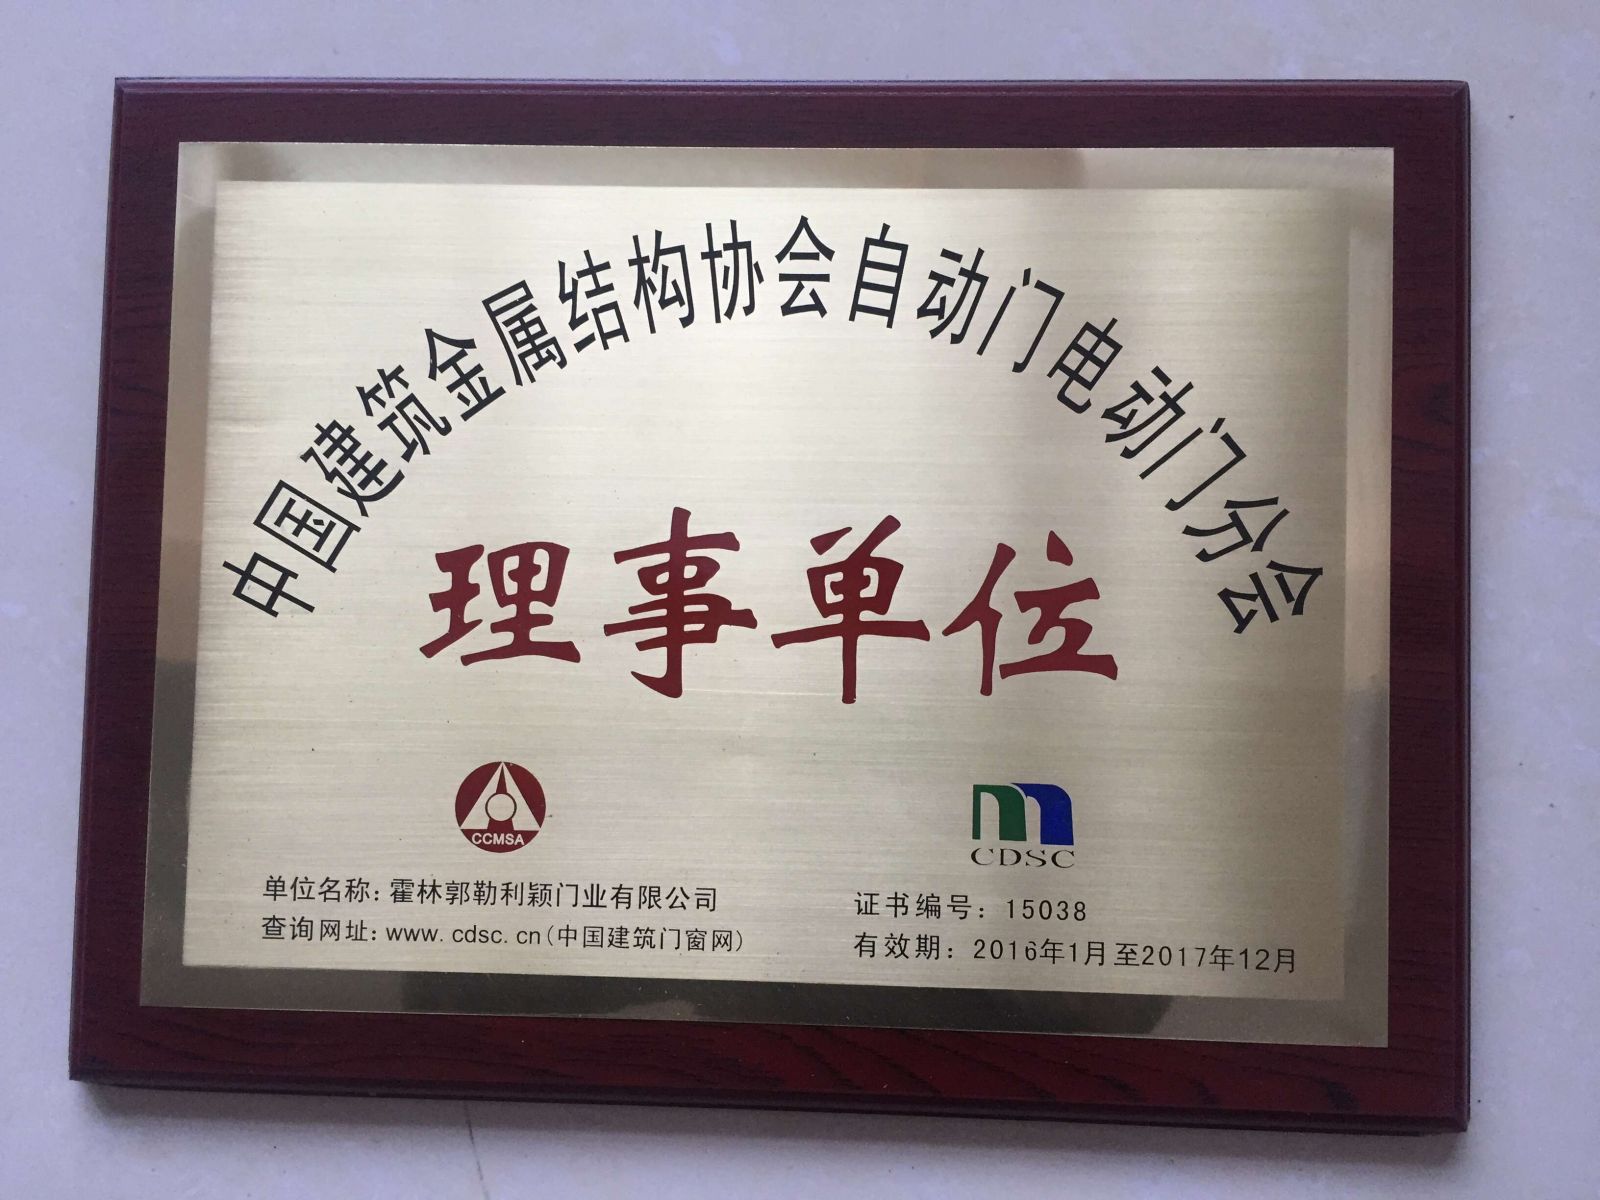 中国建筑金属结构协会自动门电动门分会
理事单位
CCMSA
CDSC
单位名称：霍林郭勒利颖门业有限公司
查询网址：www.cdsc.cn(中国建筑门窗网)
证书编号：15038
有效期：2016年1月至2017年12月